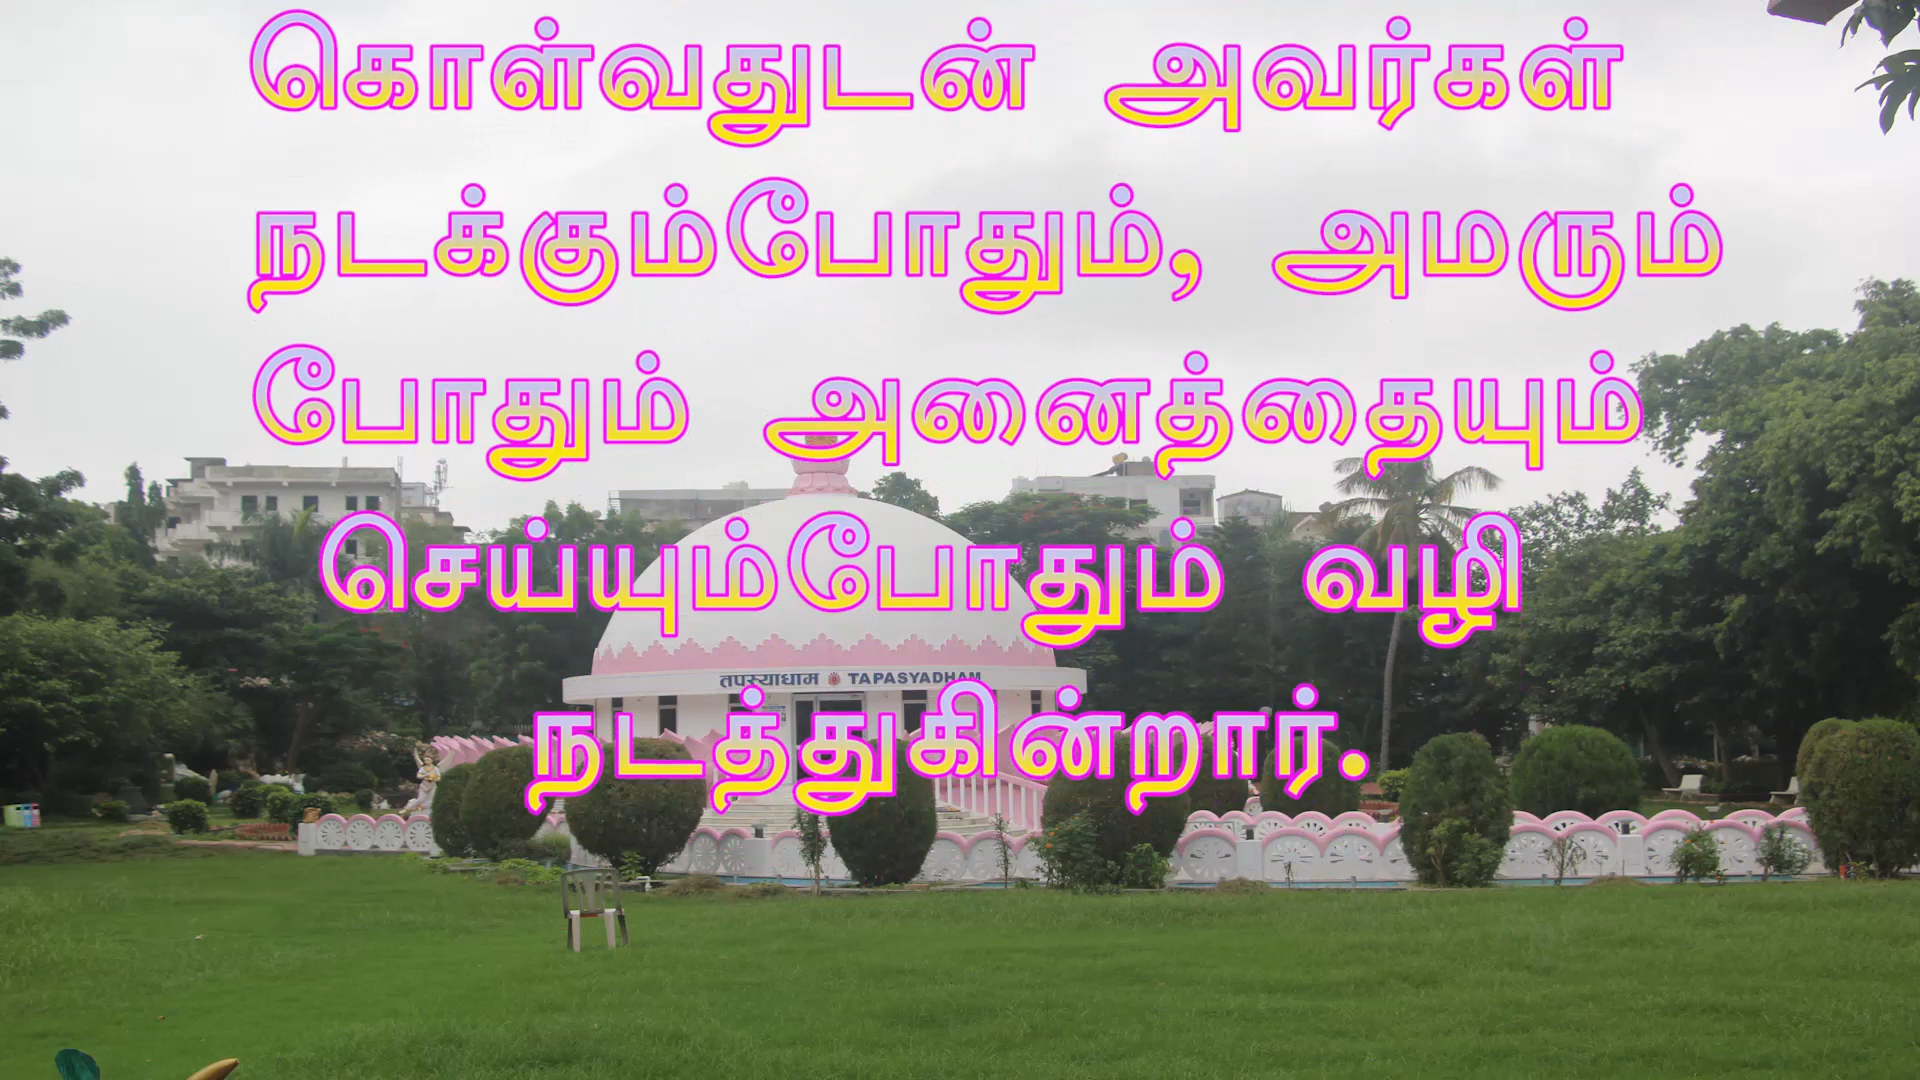 கொள்வதுடன் அவர்கள்
நடக்கும்போதும், அமரும்
போதும் அனைத்தையும்
செய்யும்போதும் வழி
तपस्याधाम TAPASYADHAM
நடத்துகின்றார்.